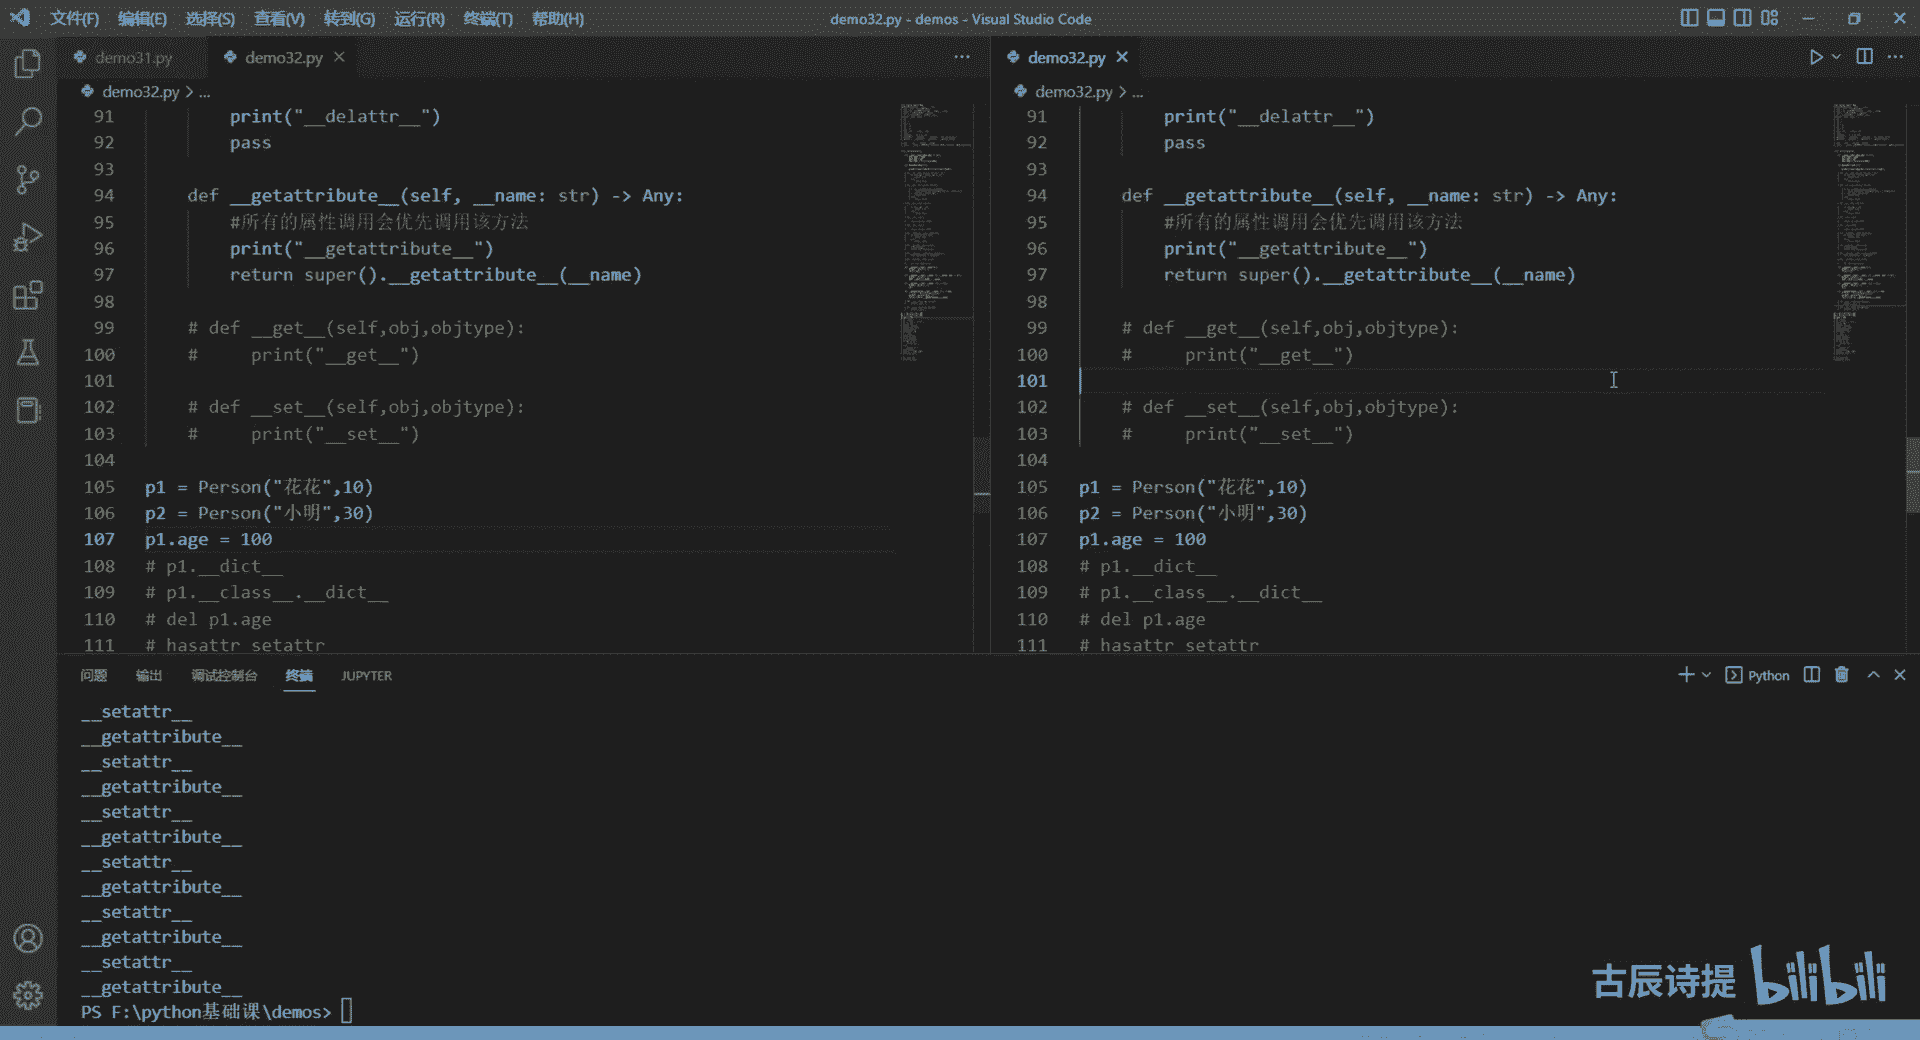 文件(F) 编辑(E) 选择(S) 查看(V) 转到(G) 运行(R) 终端(T) 帮助(H) demo32.py - demos - Visual Studio Code
demo31.py demo32.py
demo32.py > ...
91 print("__delattr__")
92 pass
93
94 def __getattribute__(self, __name: str) -> Any:
95 #所有的属性调用会优先调用该方法
96 print("__getattribute__")
97 return super().__getattribute__(__name)
98
99 # def __get__(self,obj,objtype):
100 # print("__get__")
101
102 # def __set__(self,obj,objtype):
103 # print("__set__")
104
105 p1 = Person("花花",10)
106 p2 = Person("小明",30)
107 p1.age = 100
108 # p1.__dict__
109 # p1.__class__.__dict__
110 # del p1.age
111 # hasattr setattr
demo32.py
demo32.py > ...
91 print("__delattr__")
92 pass
93
94 def __getattribute__(self, __name: str) -> Any:
95 #所有的属性调用会优先调用该方法
96 print("__getattribute__")
97 return super().__getattribute__(__name)
98
99 # def __get__(self,obj,objtype):
100 # print("__get__")
101
102 # def __set__(self,obj,objtype):
103 # print("__set__")
104
105 p1 = Person("花花",10)
106 p2 = Person("小明",30)
107 p1.age = 100
108 # p1.__dict__
109 # p1.__class__.__dict__
110 # del p1.age
111 # hasattr setattr
问题 输出 调试控制台 终端 JUPYTER Python
__setattr__
__getattribute__
__setattr__
__getattribute__
__setattr__
__getattribute__
__setattr__
__getattribute__
__setattr__
__getattribute__
__setattr__
__getattribute__
PS F:\python基础课\demos>
古辰诗提 bilibili